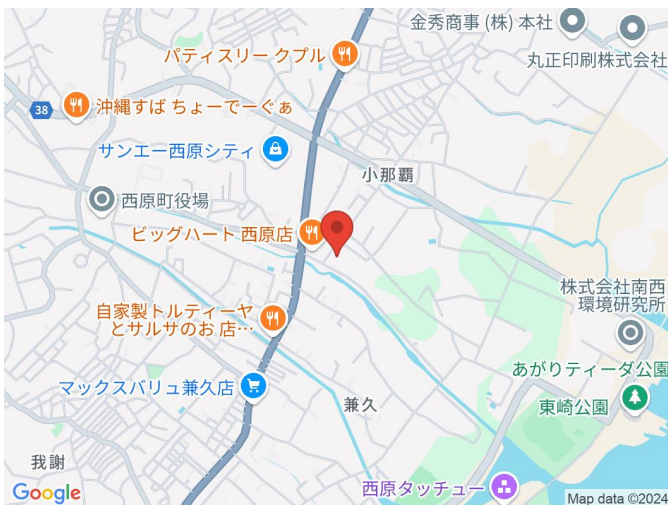 金秀商事 (株) 本社
パティスリー クプル
丸正印刷株式会社
38
沖縄すば ちょーでーぐぁ
サンエー西原シティ
小那覇
西原町役場
ビッグハート 西原店
株式会社南西
環境研究所
自家製トルティーヤ
とサルサのお 店…
あがりティーダ公園
マックスバリュ兼久店
東崎公園
兼久
我謝
西原タッチュー
Google
Map data ©2024